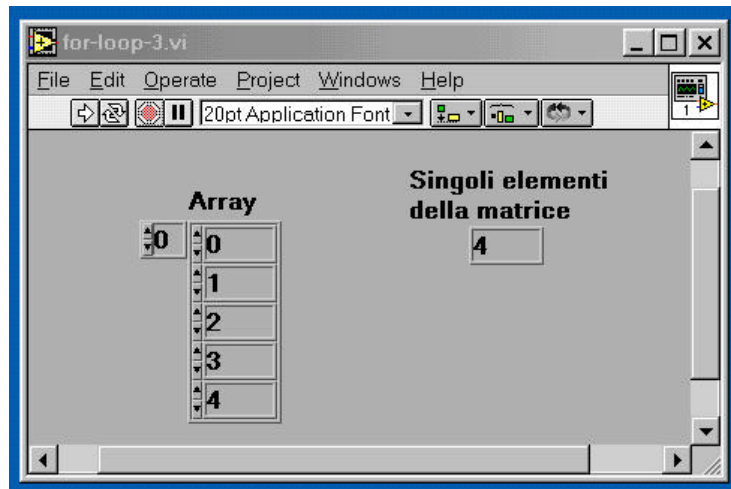 for-loop-3.vi
File Edit Operate Project Windows Help
20pt Application Font
1
Array
Singoli elementi
della matrice
0
0
4
1
2
3
4